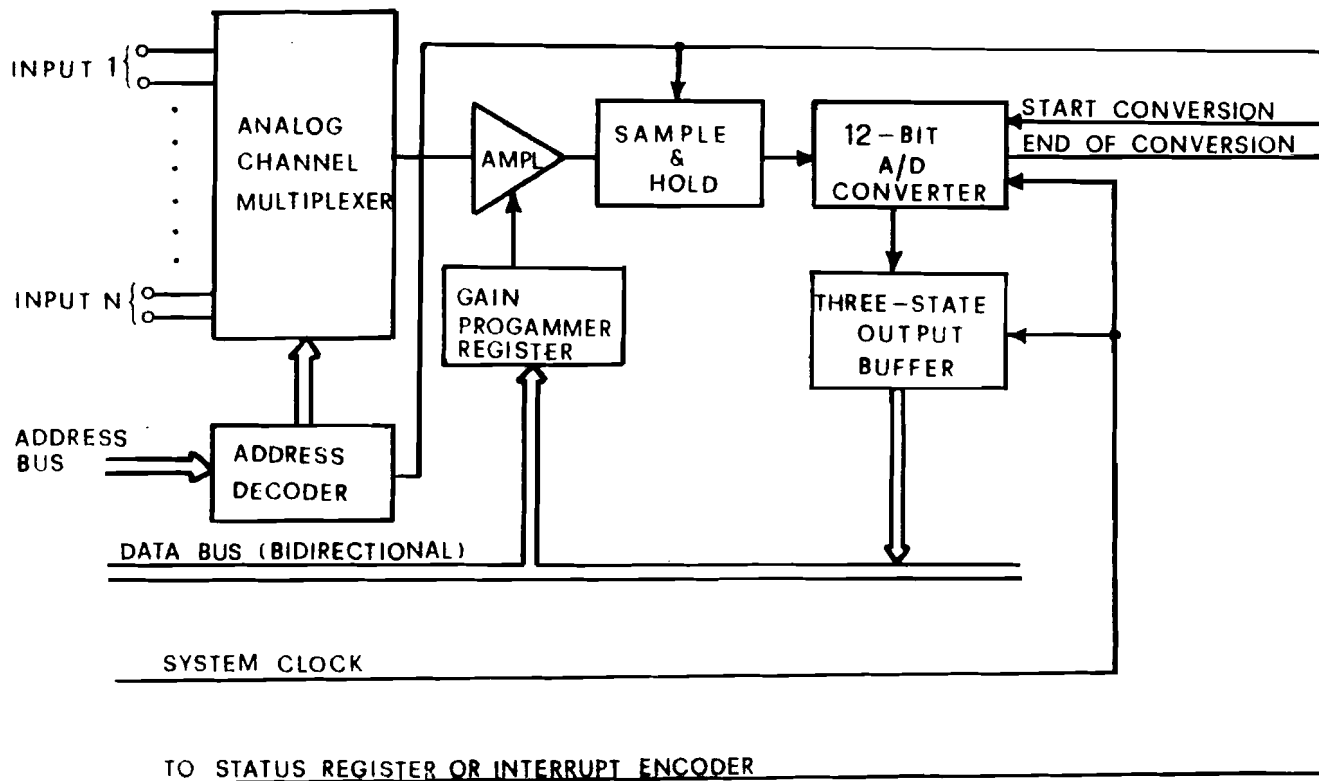 INPUT 1
ANALOG
CHANNEL
MULTIPLEXER
INPUT N
AMPL
SAMPLE
&
HOLD
12-BIT
A/D
CONVERTER
START CONVERSION
END OF CONVERSION
GAIN
PROGAMMER
REGISTER
THREE-STATE
OUTPUT
BUFFER
ADDRESS
BUS
ADDRESS
DECODER
DATA BUS (BIDIRECTIONAL)
SYSTEM CLOCK
TO STATUS REGISTER OR INTERRUPT ENCODER